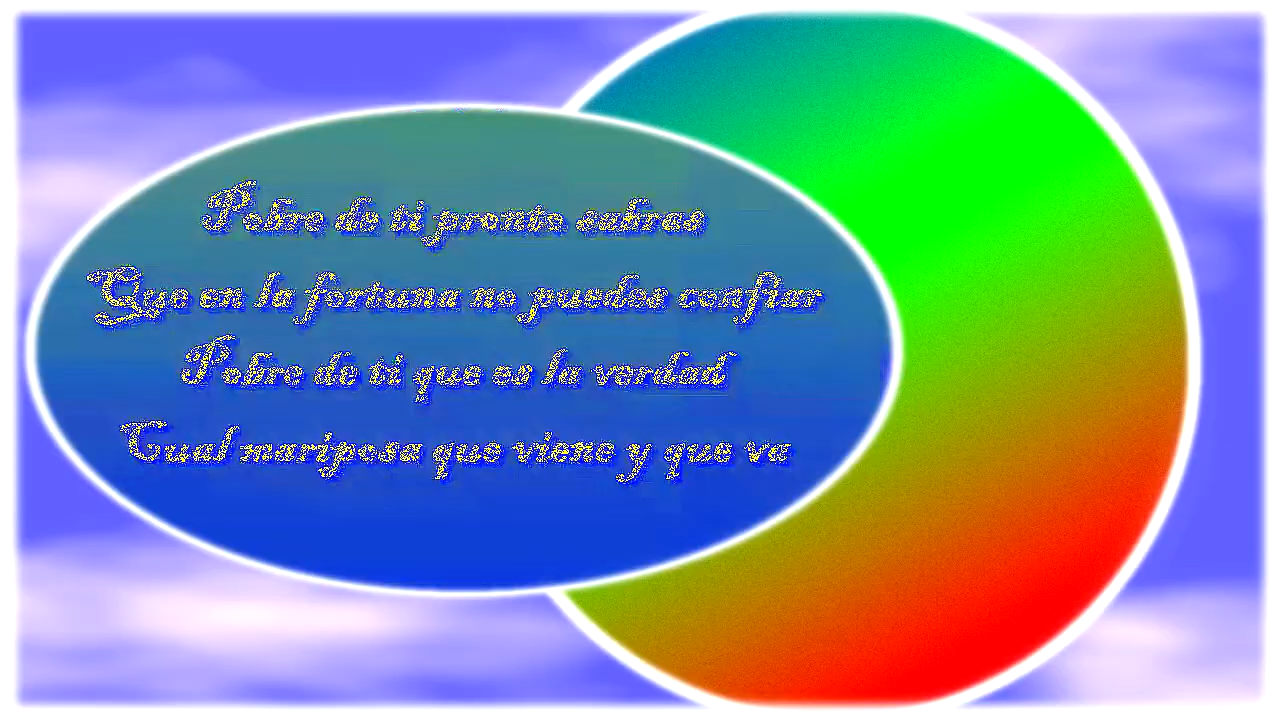 Pobre de ti pronto sabras
Que en la fortuna no puedes confiar
Pobre de ti que es la verdad
Cual mariposa que viene y que va